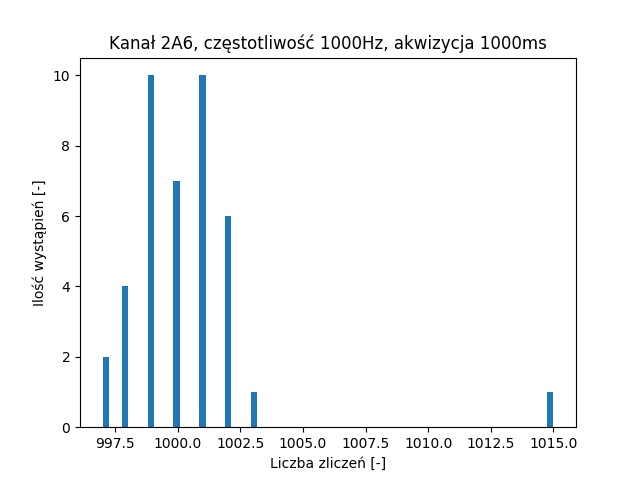 Kanał 2A6, częstotliwość 1000Hz, akwizycja 1000ms
10
8
6
4
2
0
Ilość wystąpień [-]
997.5 1000.0 1002.5 1005.0 1007.5 1010.0 1012.5 1015.0
Liczba zliczeń [-]